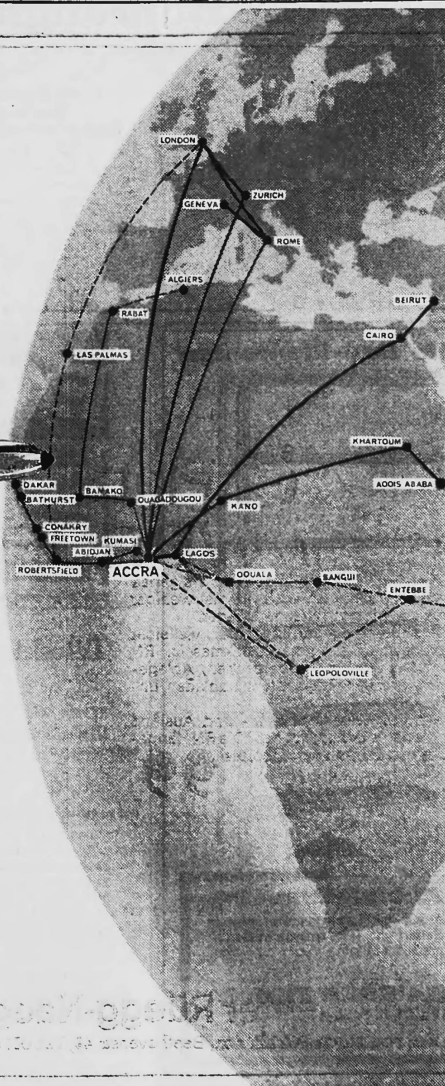 LONDON
ZURICH
GENEVA
ROME
ALGIERS
BEIRUT
RABAT
CAIRO
LAS PALMAS
KHARTOUM
DAKAR
ADDIS ABABA
BATHURST
BAMAKO
OUAGADOUGOU
KANO
CONAKRY
FREETOWN
KUMASI
ABIDJAN
LAGOS
ROBERTSFIELD
ACCRA
DOUALA
BANGUI
ENTEBBE
LEOPOLDVILLE